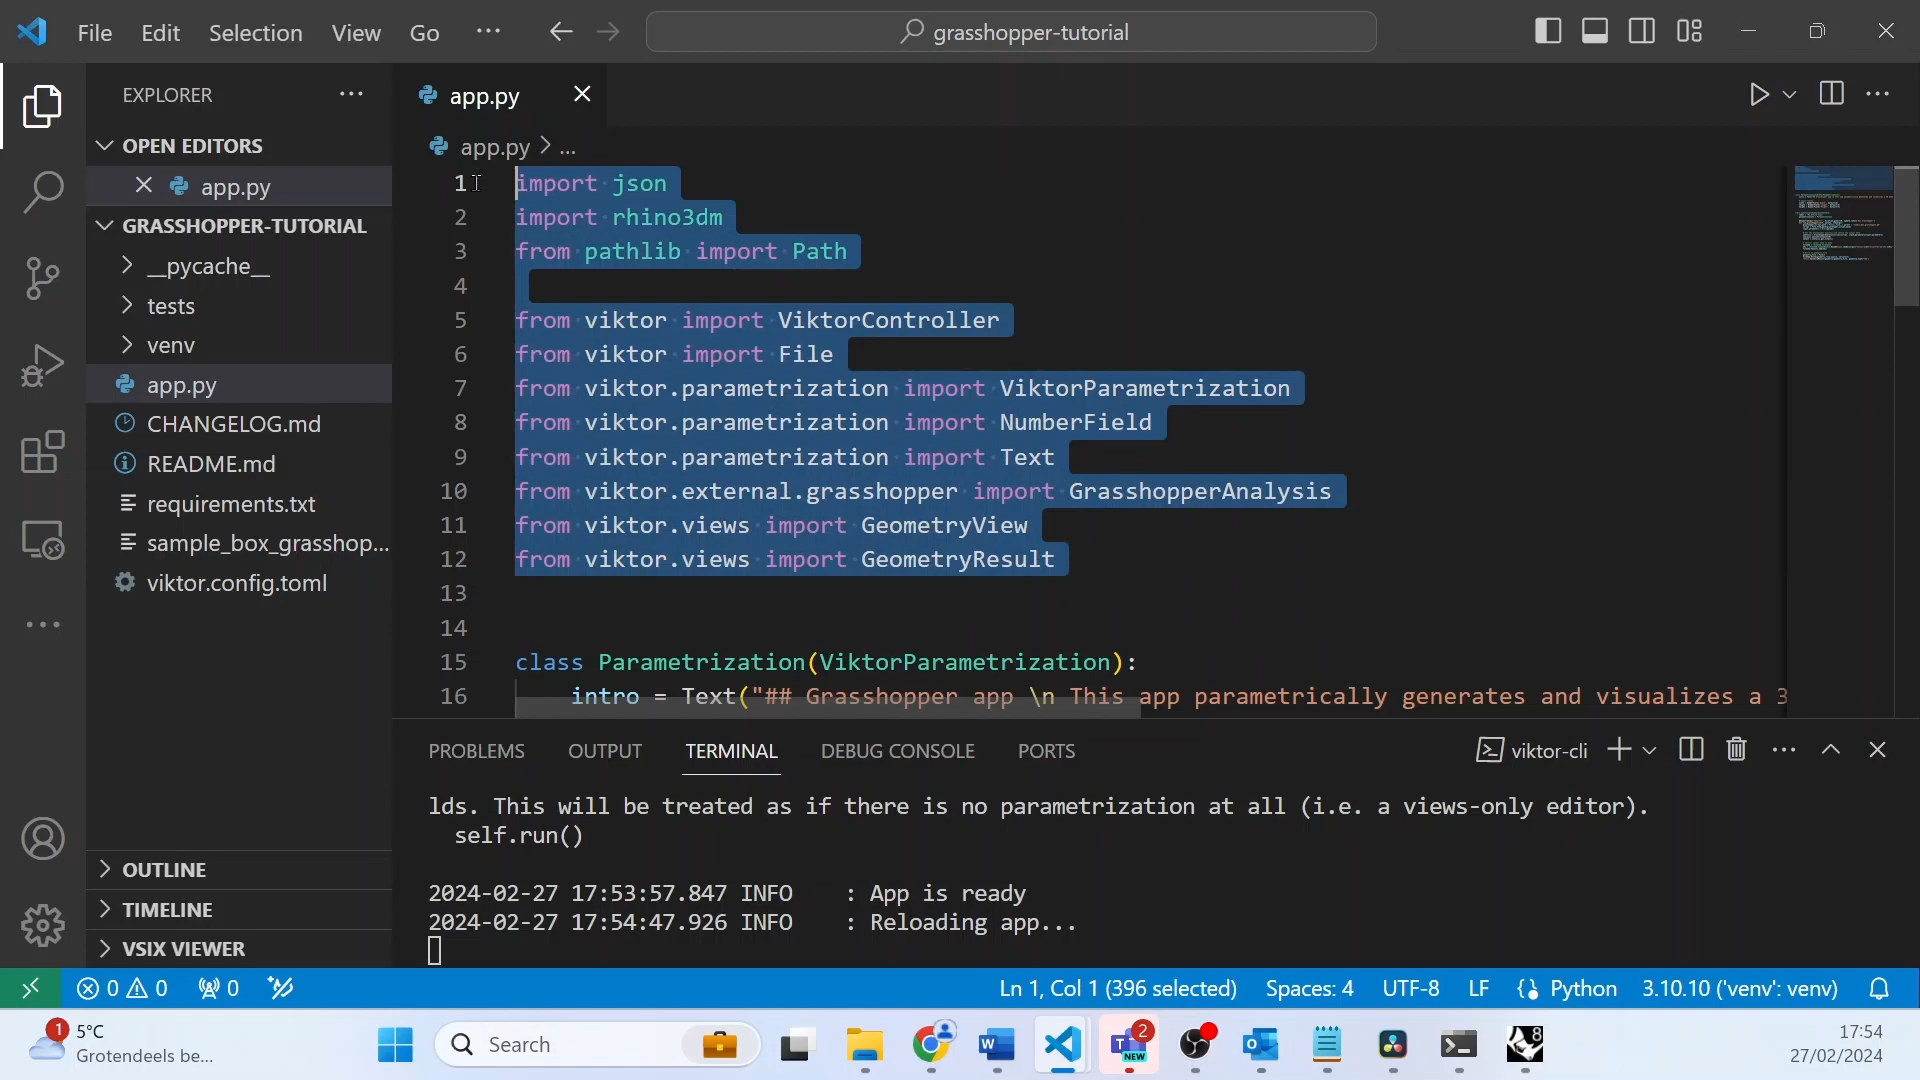 File Edit Selection View Go ··· grasshopper-tutorial
EXPLORER ···
OPEN EDITORS
app.py
GRASSHOPPER-TUTORIAL
__pycache__
tests
venv
app.py
CHANGELOG.md
README.md
requirements.txt
sample_box_grasshop...
viktor.config.toml
OUTLINE
TIMELINE
VSIX VIEWER
app.py
app.py > ...
1 import json
2 import rhino3dm
3 from pathlib import Path
4
5 from viktor import ViktorController
6 from viktor import File
7 from viktor.parametrization import ViktorParametrization
8 from viktor.parametrization import NumberField
9 from viktor.parametrization import Text
10 from viktor.external.grasshopper import GrasshopperAnalysis
11 from viktor.views import GeometryView
12 from viktor.views import GeometryResult
13
14
15 class Parametrization(ViktorParametrization):
16 intro = Text("## Grasshopper app \n This app parametrically generates and visualizes a 3
PROBLEMS OUTPUT TERMINAL DEBUG CONSOLE PORTS viktor-cli
lds. This will be treated as if there is no parametrization at all (i.e. a views-only editor).
self.run()
2024-02-27 17:53:57.847 INFO : App is ready
2024-02-27 17:54:47.926 INFO : Reloading app...
0 0 0 Ln 1, Col 1 (396 selected) Spaces: 4 UTF-8 LF {} Python 3.10.10 ('venv': venv)
1 5°C
Grotendeels be...
Search
2
NEW
8
17:54
27/02/2024